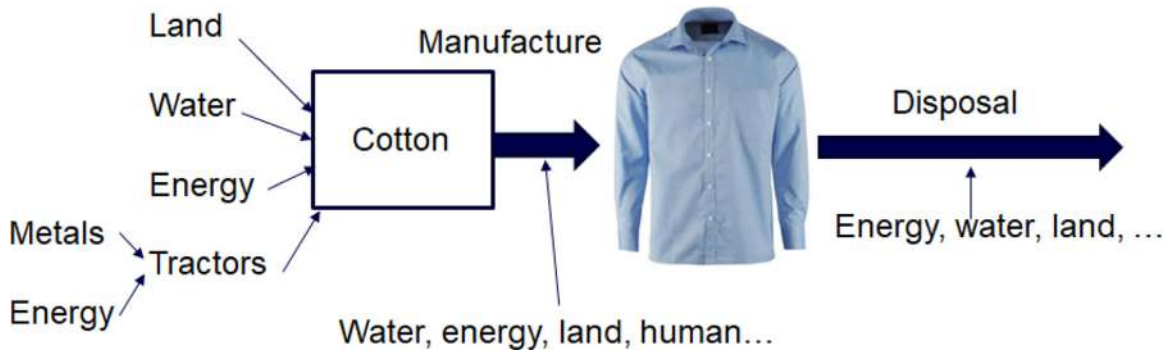 Land
Manufacture
Water
Cotton
Disposal
Energy
Metals
Tractors
Energy, water, land, …
Energy
Water, energy, land, human…